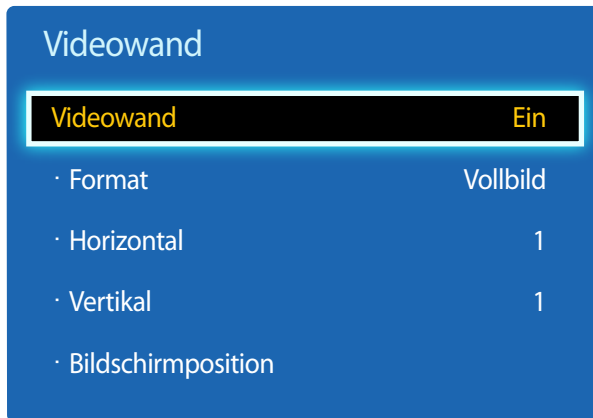 Videowand
Videowand Ein
· Format Vollbild
· Horizontal 1
· Vertikal 1
· Bildschirmposition